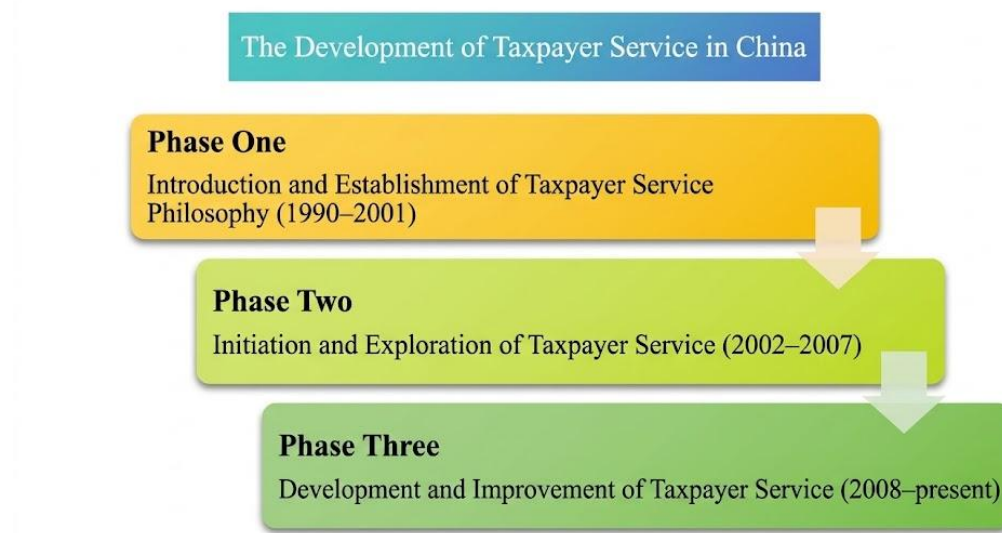 The Development of Taxpayer Service in China
Phase One
Introduction and Establishment of Taxpayer Service
Philosophy (1990–2001)
Phase Two
Initiation and Exploration of Taxpayer Service (2002–2007)
Phase Three
Development and Improvement of Taxpayer Service (2008–present)